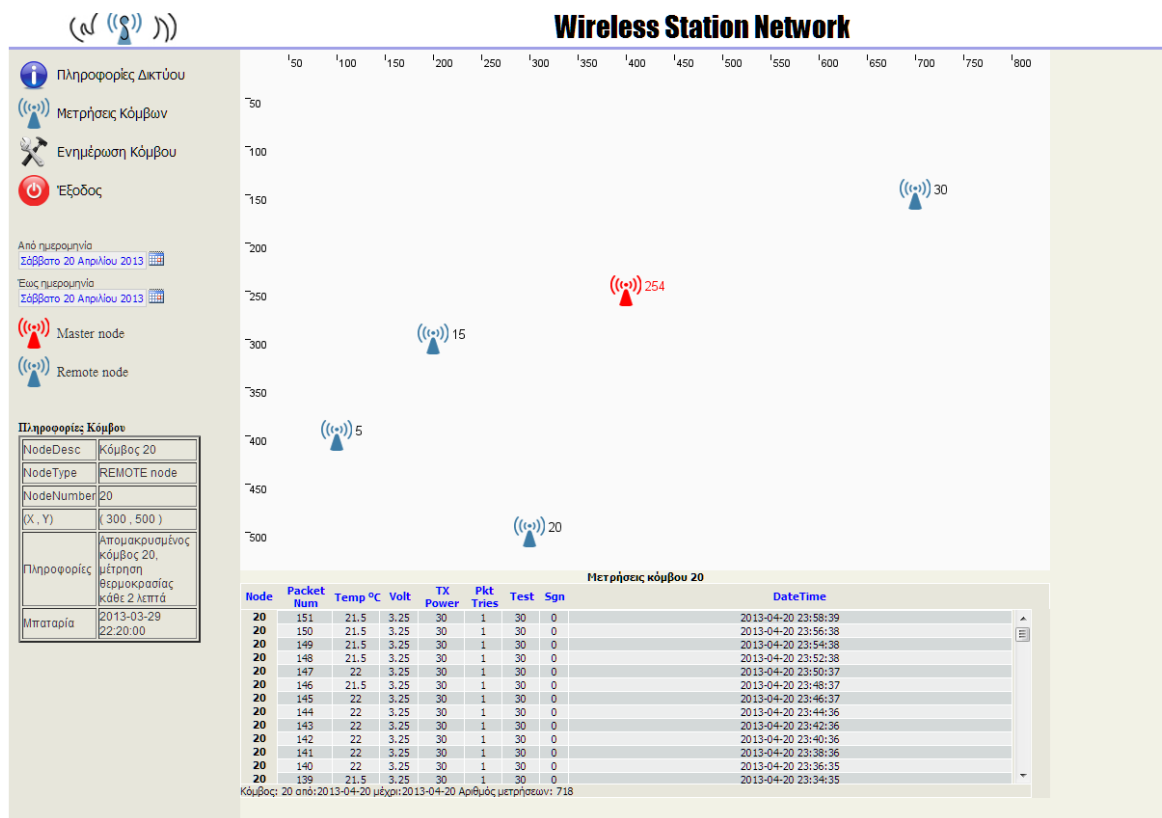 Wireless Station Network
Πληροφορίες Δικτύου
Μετρήσεις Κόμβων
Ενημέρωση Κόμβου
Έξοδος
Από ημερομηνία
Σάββατο 20 Απριλίου 2013
Έως ημερομηνία
Σάββατο 20 Απριλίου 2013
Master node
Remote node
Πληροφορίες Κόμβου
NodeDesc Κόμβος 20
NodeType REMOTE node
NodeNumber 20
(X , Y) ( 300 , 500 )
Πληροφορίες Απομακρυσμένος
κόμβος 20,
μέτρηση
θερμοκρασίας
κάθε 2 λεπτά
Μπαταρία 2013-03-29
22:20:00
50 100 150 200 250 300 350 400 450 500 550 600 650 700 750 800
50
100
150
200
250
300
350
400
450
500
30
254
15
5
20
Μετρήσεις κόμβου 20
Node Packet Num Temp ºC Volt TX Power Pkt Tries Test Sgn DateTime
20 151 21.5 3.25 30 1 30 0 2013-04-20 23:58:39
20 150 21.5 3.25 30 1 30 0 2013-04-20 23:56:38
20 149 21.5 3.25 30 1 30 0 2013-04-20 23:54:38
20 148 21.5 3.25 30 1 30 0 2013-04-20 23:52:38
20 147 22 3.25 30 1 30 0 2013-04-20 23:50:37
20 146 21.5 3.25 30 1 30 0 2013-04-20 23:48:37
20 145 22 3.25 30 1 30 0 2013-04-20 23:46:37
20 144 22 3.25 30 1 30 0 2013-04-20 23:44:36
20 143 22 3.25 30 1 30 0 2013-04-20 23:42:36
20 142 22 3.25 30 1 30 0 2013-04-20 23:40:36
20 141 22 3.25 30 1 30 0 2013-04-20 23:38:36
20 140 22 3.25 30 1 30 0 2013-04-20 23:36:35
20 139 21.5 3.25 30 1 30 0 2013-04-20 23:34:35
Κόμβος: 20 από:2013-04-20 μέχρι:2013-04-20 Αριθμός μετρήσεων: 718